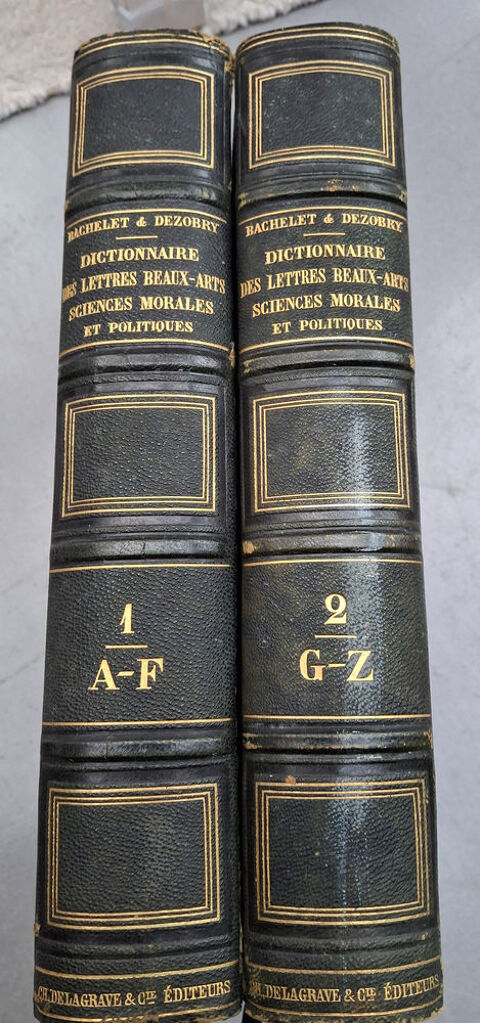 BACHELET & DEZOBRY
DICTIONNAIRE
DES LETTRES BEAUX-ARTS
SCIENCES MORALES
ET POLITIQUES
1
A-F
CH. DELAGRAVE & CIE ÉDITEURS
BACHELET & DEZOBRY
DICTIONNAIRE
DES LETTRES BEAUX-ARTS
SCIENCES MORALES
ET POLITIQUES
2
G-Z
CH. DELAGRAVE & CIE ÉDITEURS